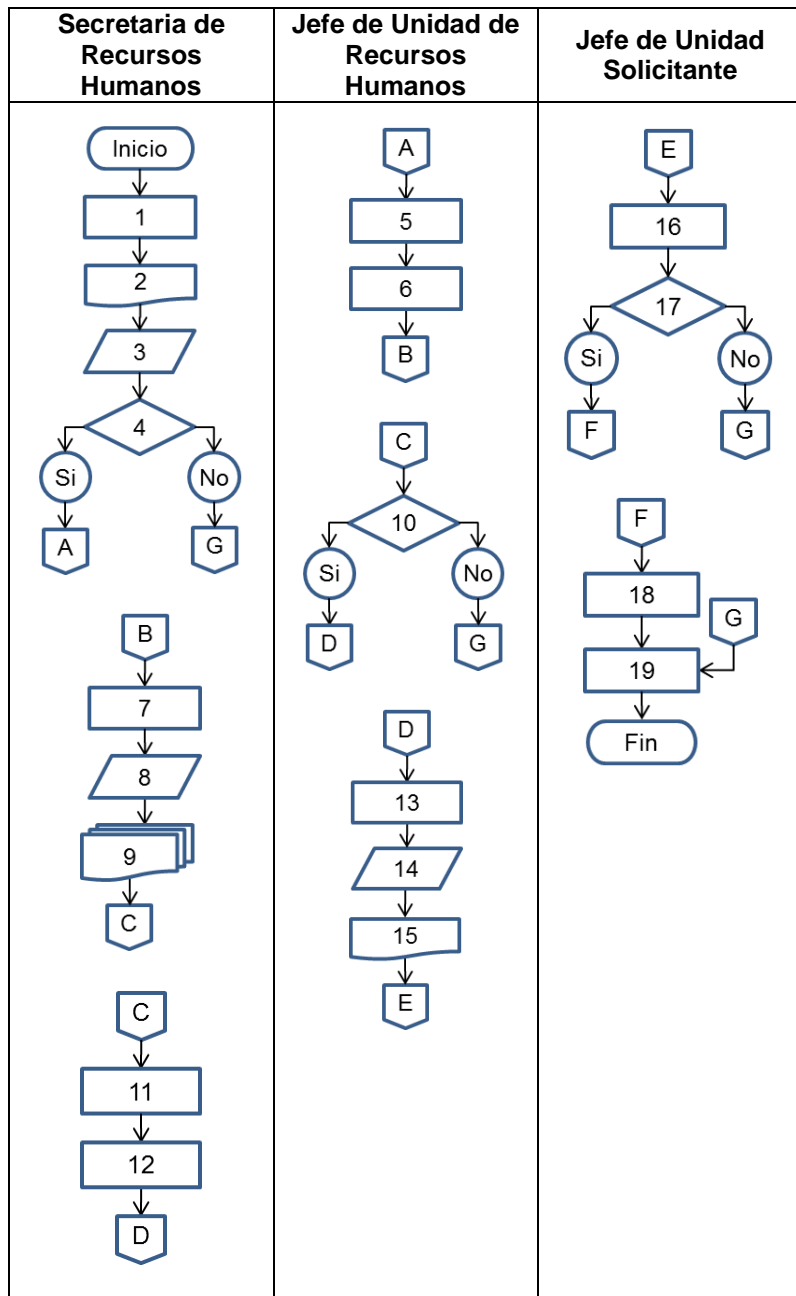 Secretaria de
Recursos
Humanos
Jefe de Unidad de
Recursos
Humanos
Jefe de Unidad
Solicitante
Inicio
1
2
3
4
Si
No
A
G
B
7
8
9
C
C
11
12
D
A
5
6
B
C
10
Si
No
D
G
D
13
14
15
E
E
16
17
Si
No
F
G
F
18
G
19
Fin